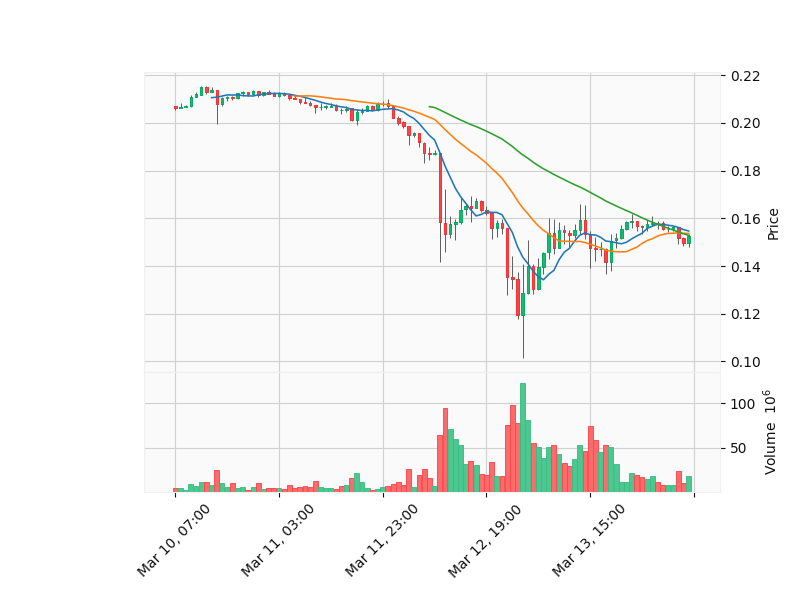 0.22
0.20
0.18
0.16
0.14
0.12
0.10
Price
100
50
Volume 10^6
Mar 10, 07:00
Mar 11, 03:00
Mar 11, 23:00
Mar 12, 19:00
Mar 13, 15:00